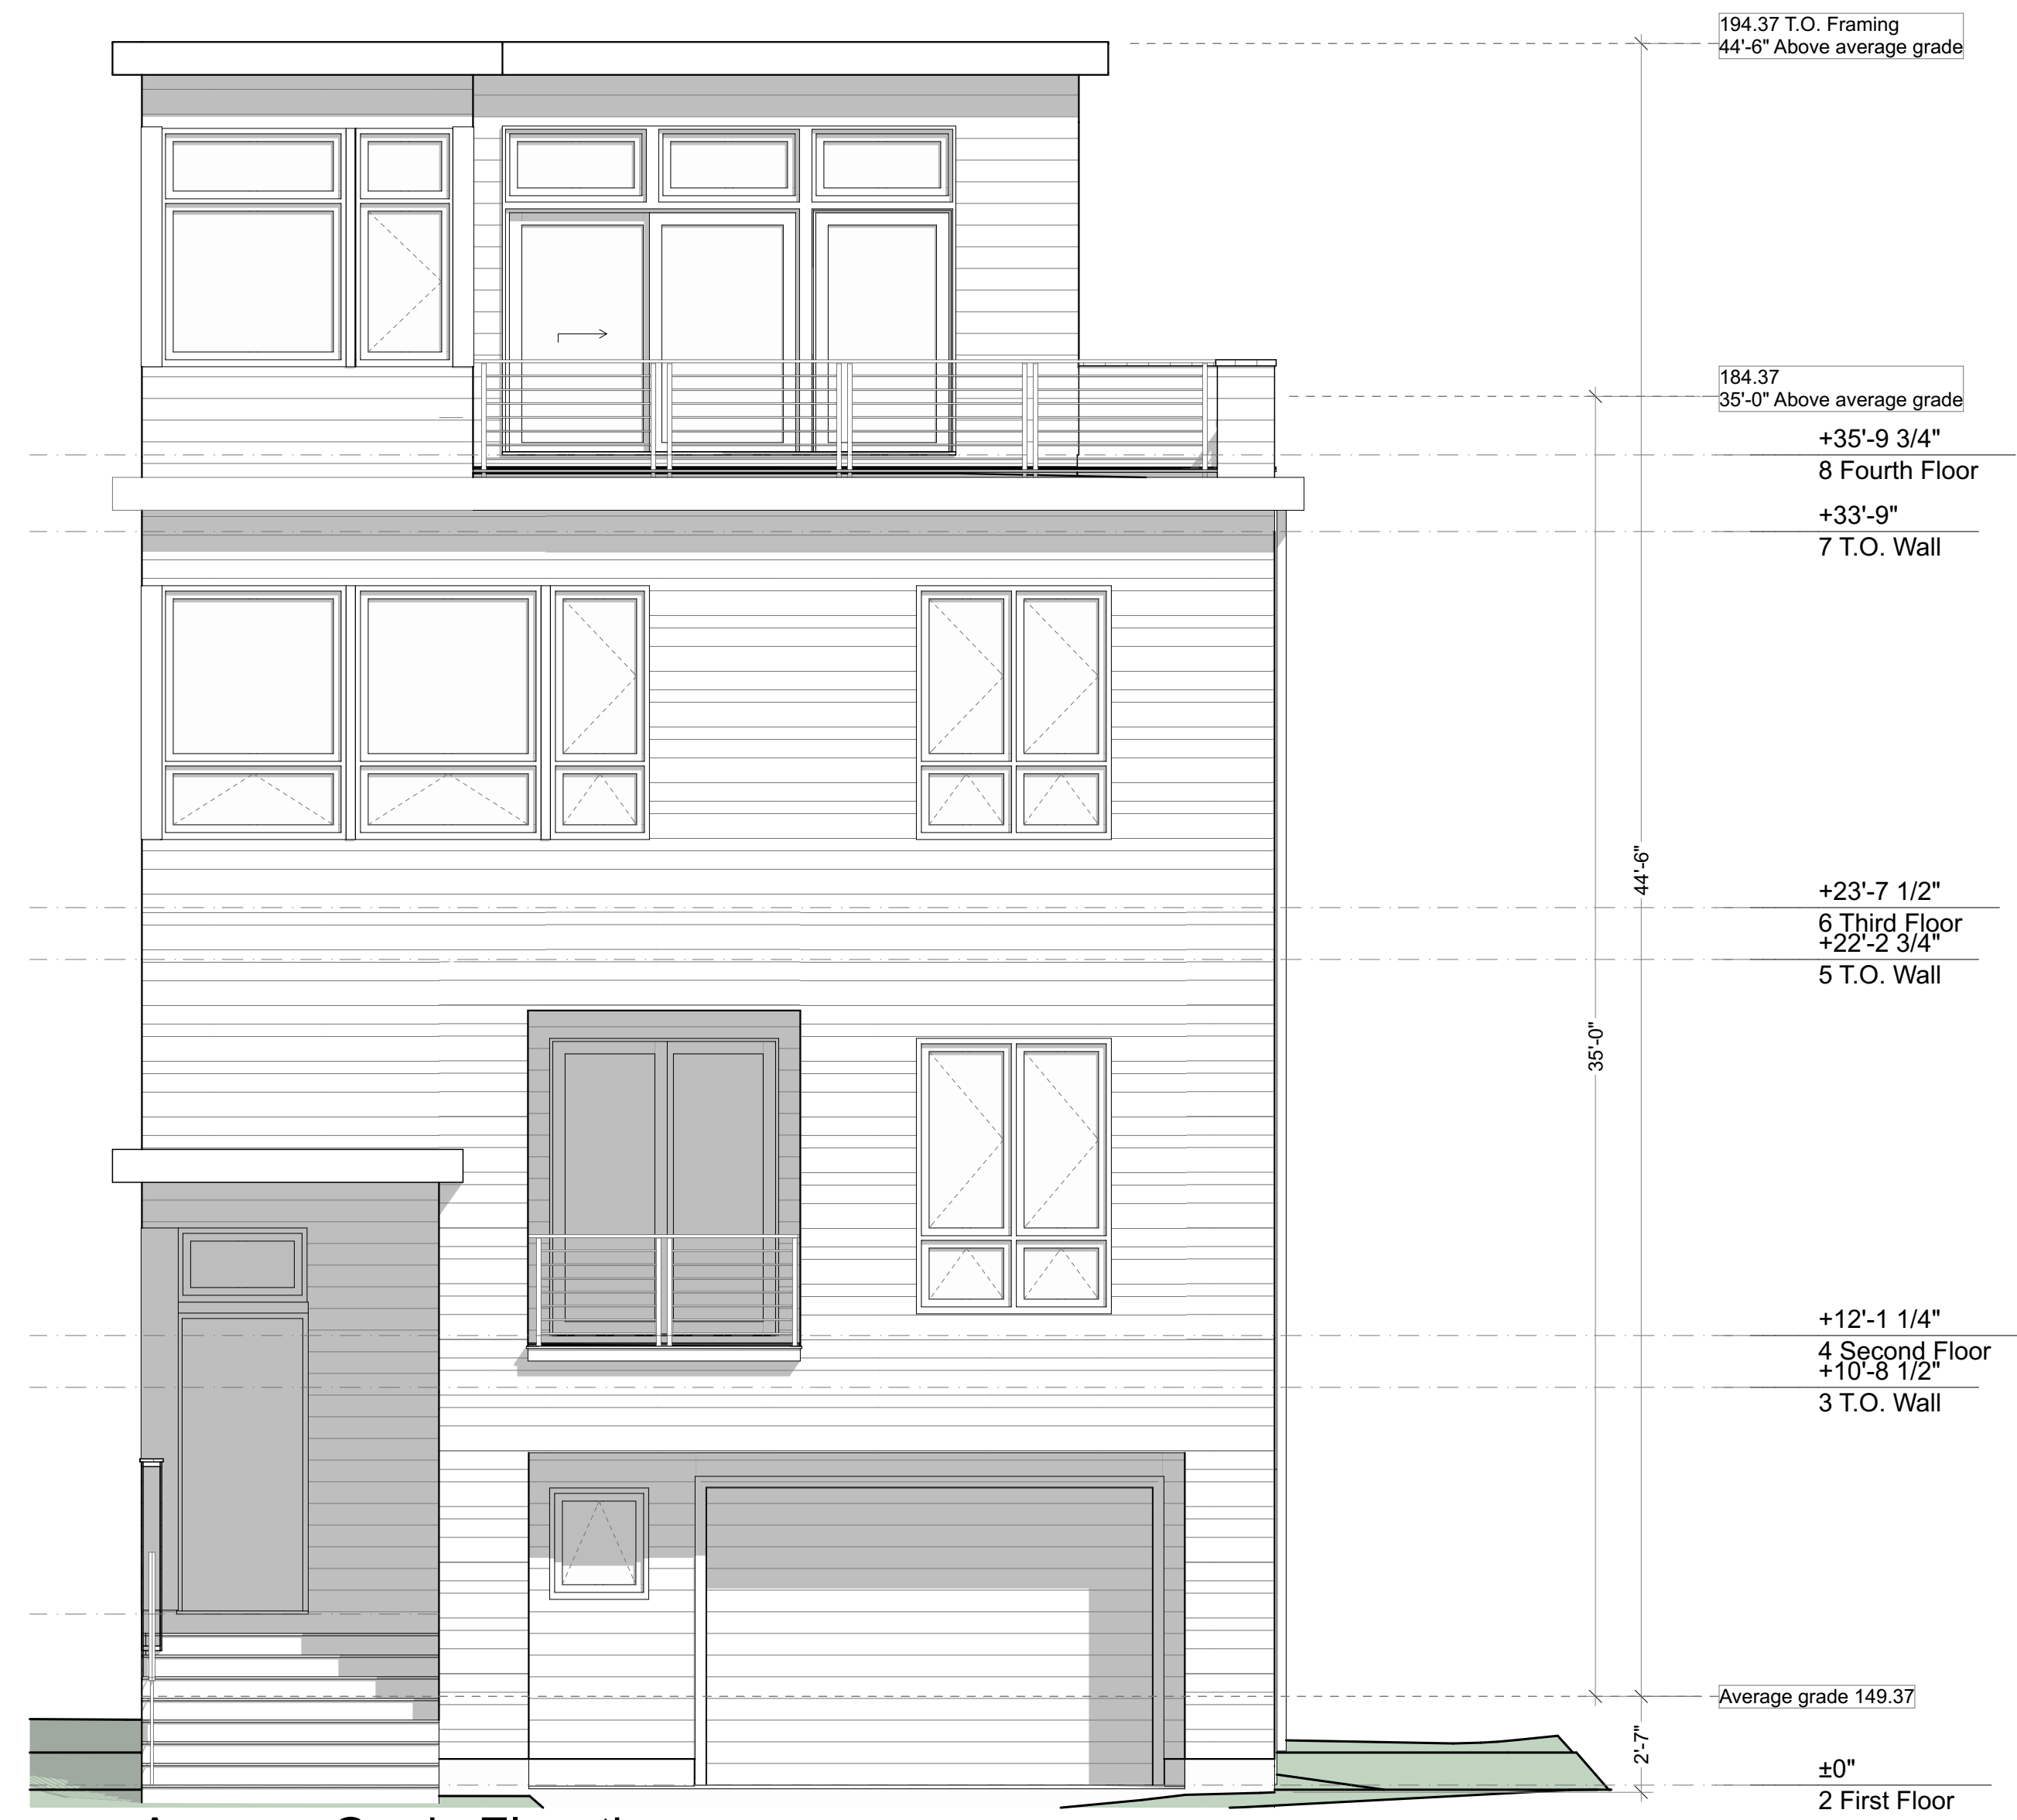 194.37 T.O. Framing
44'-6" Above average grade
184.37
35'-0" Above average grade
+35'-9 3/4"
8 Fourth Floor
+33'-9"
7 T.O. Wall
44'-6"
+23'-7 1/2"
6 Third Floor
+22'-2 3/4"
5 T.O. Wall
35'-0"
+12'-1 1/4"
4 Second Floor
+10'-8 1/2"
3 T.O. Wall
Average grade 149.37
2'-7"
±0"
2 First Floor